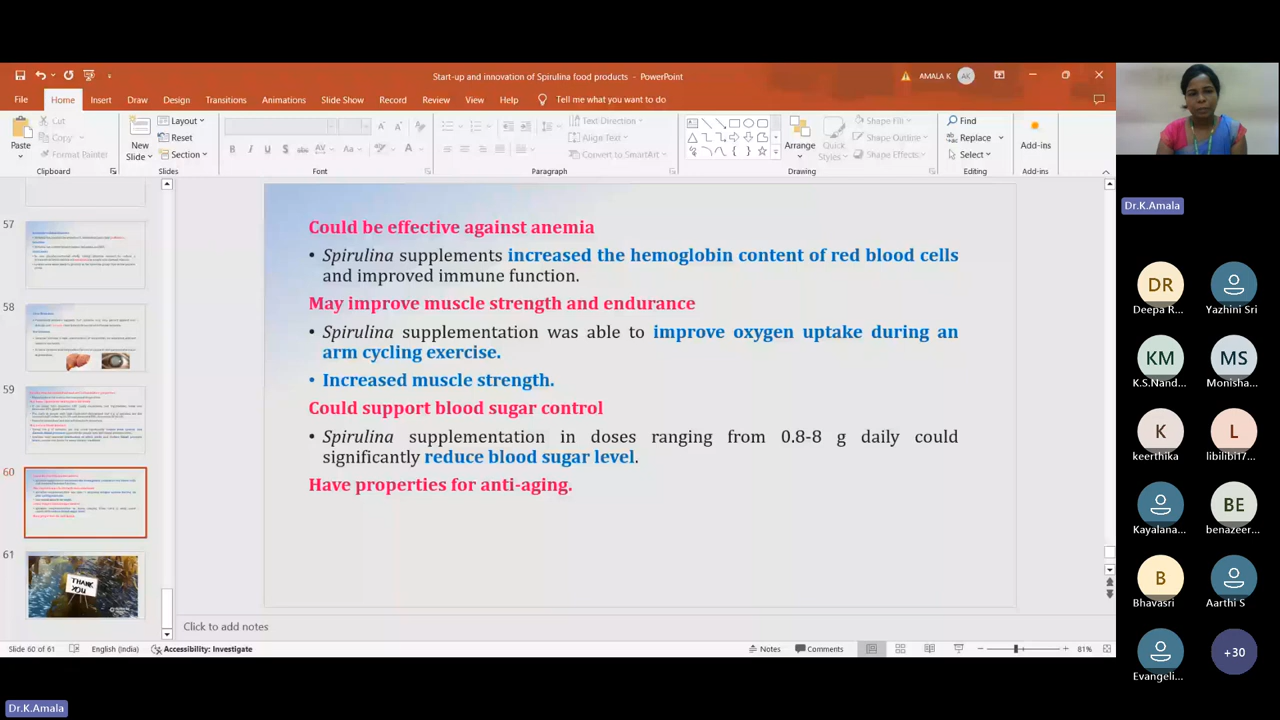 Start-up and innovation of Spirulina food products - PowerPoint
AMALA K
AK
File
Home
Insert
Draw
Design
Transitions
Animations
Slide Show
Record
Review
View
Help
Tell me what you want to do
Paste
Cut
Copy
Format Painter
Clipboard
New
Slide
Layout
Reset
Section
Slides
Font
Text Direction
Align Text
Convert to SmartArt
Paragraph
Arrange
Quick
Styles
Shape Fill
Shape Outline
Shape Effects
Drawing
Find
Replace
Select
Editing
Add-ins
Add-ins
57
58
59
60
61
THANK
YOU
Could be effective against anemia
• Spirulina supplements increased the hemoglobin content of red blood cells
and improved immune function.
May improve muscle strength and endurance
• Spirulina supplementation was able to improve oxygen uptake during an
arm cycling exercise.
• Increased muscle strength.
Could support blood sugar control
• Spirulina supplementation in doses ranging from 0.8-8 g daily could
significantly reduce blood sugar level.
Have properties for anti-aging.
Click to add notes
Slide 60 of 61
English (India)
Accessibility: Investigate
Notes
Comments
81%
Dr.K.Amala
DR
Deepa R...
Yazhini Sri
KM
K.S.Nand...
MS
Monisha...
K
keerthika
L
libilibi17...
Kayalana...
BE
benazeer...
B
Bhavasri
Aarthi S
Evangeli...
+30
Dr.K.Amala